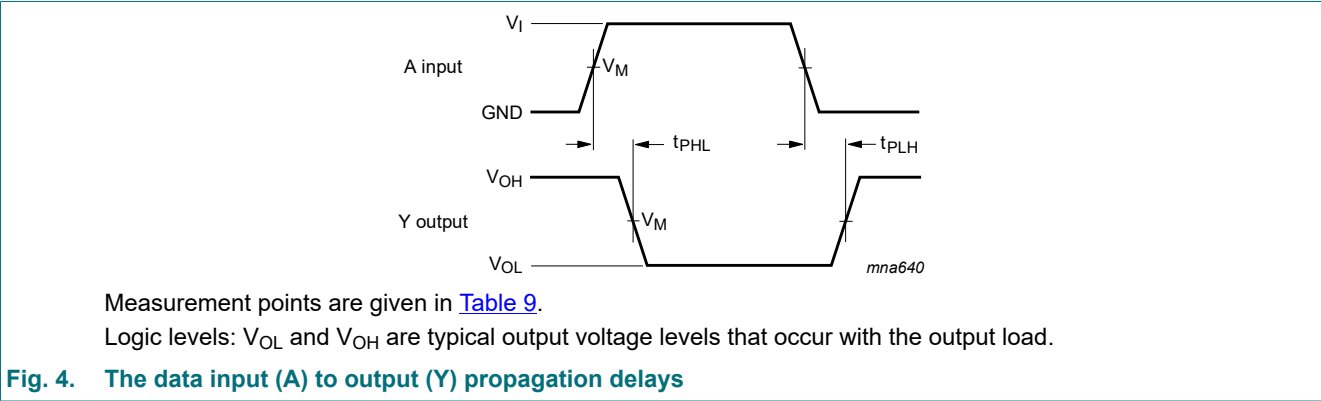 VI
A input
VM
GND
tPHL
tPLH
VOH
Y output
VM
VOL
mna640
Measurement points are given in Table 9.
Logic levels: VOL and VOH are typical output voltage levels that occur with the output load.
Fig. 4. The data input (A) to output (Y) propagation delays